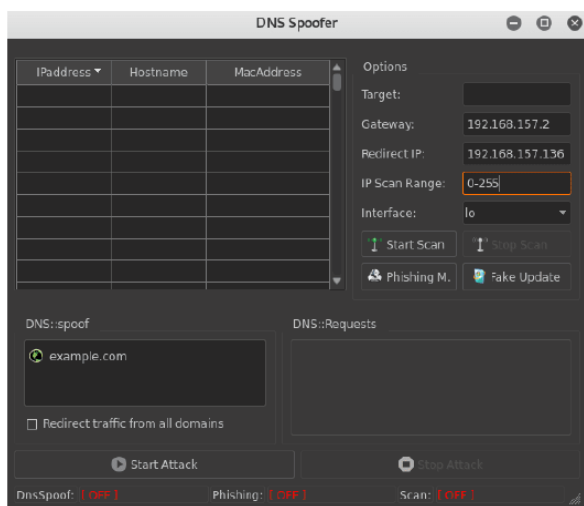 DNS Spoofer
IPaddress Hostname MacAddress
Options
Target:
Gateway: 192.168.157.2
Redirect IP: 192.168.157.136
IP Scan Range: 0-255
Interface: lo
Start Scan Stop Scan
Phishing M. Fake Update
DNS::spoof DNS::Requests
example.com
Redirect traffic from all domains
Start Attack Stop Attack
DnsSpoof: [ OFF ] Phishing: [ OFF ] Scan: [ OFF ]